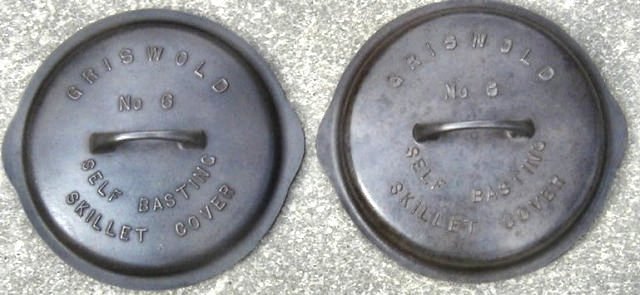 GRISWOLD
No 6
SELF BASTING
SKILLET COVER
GRISWOLD
No 6
SELF BASTING
SKILLET COVER